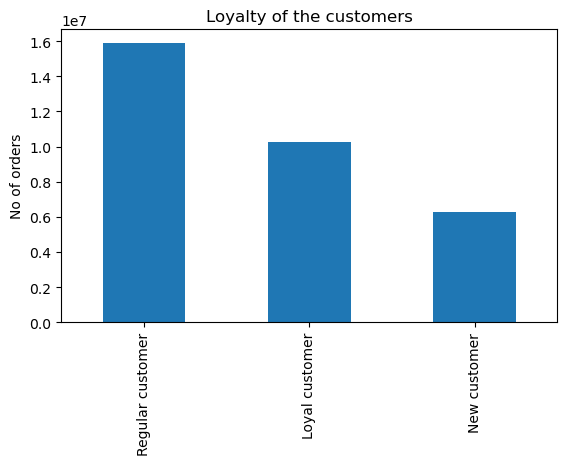 Loyalty of the customers
1e7
No of orders
1.6
1.4
1.2
1.0
0.8
0.6
0.4
0.2
0.0
Regular customer
Loyal customer
New customer